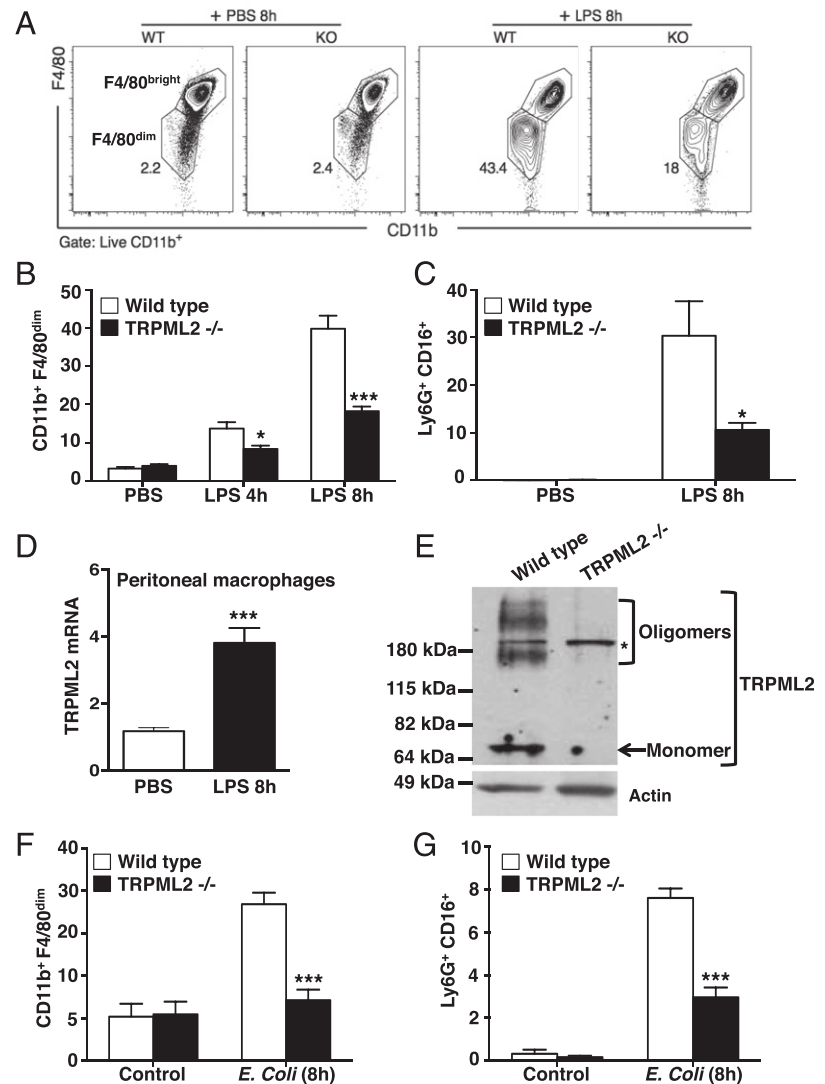 A
+ PBS 8h
+ LPS 8h
WT
KO
WT
KO
F4/80
F4/80bright
F4/80dim
2.2
2.4
43.4
18
Gate: Live CD11b+
CD11b
B
CD11b+ F4/80dim
50
40
30
20
10
0
Wild type
TRPML2 -/-
*
***
PBS
LPS 4h
LPS 8h
C
Ly6G+ CD16+
40
30
20
10
0
Wild type
TRPML2 -/-
*
PBS
LPS 8h
D
TRPML2 mRNA
6
4
2
0
Peritoneal macrophages
***
PBS
LPS 8h
E
Wild type
TRPML2 -/-
180 kDa
115 kDa
82 kDa
64 kDa
49 kDa
*
Oligomers
TRPML2
Monomer
Actin
F
CD11b+ F4/80dim
40
30
20
10
5
0
Wild type
TRPML2 -/-
***
Control
E. Coli (8h)
G
Ly6G+ CD16+
10
8
6
4
2
0
Wild type
TRPML2 -/-
***
Control
E. Coli (8h)